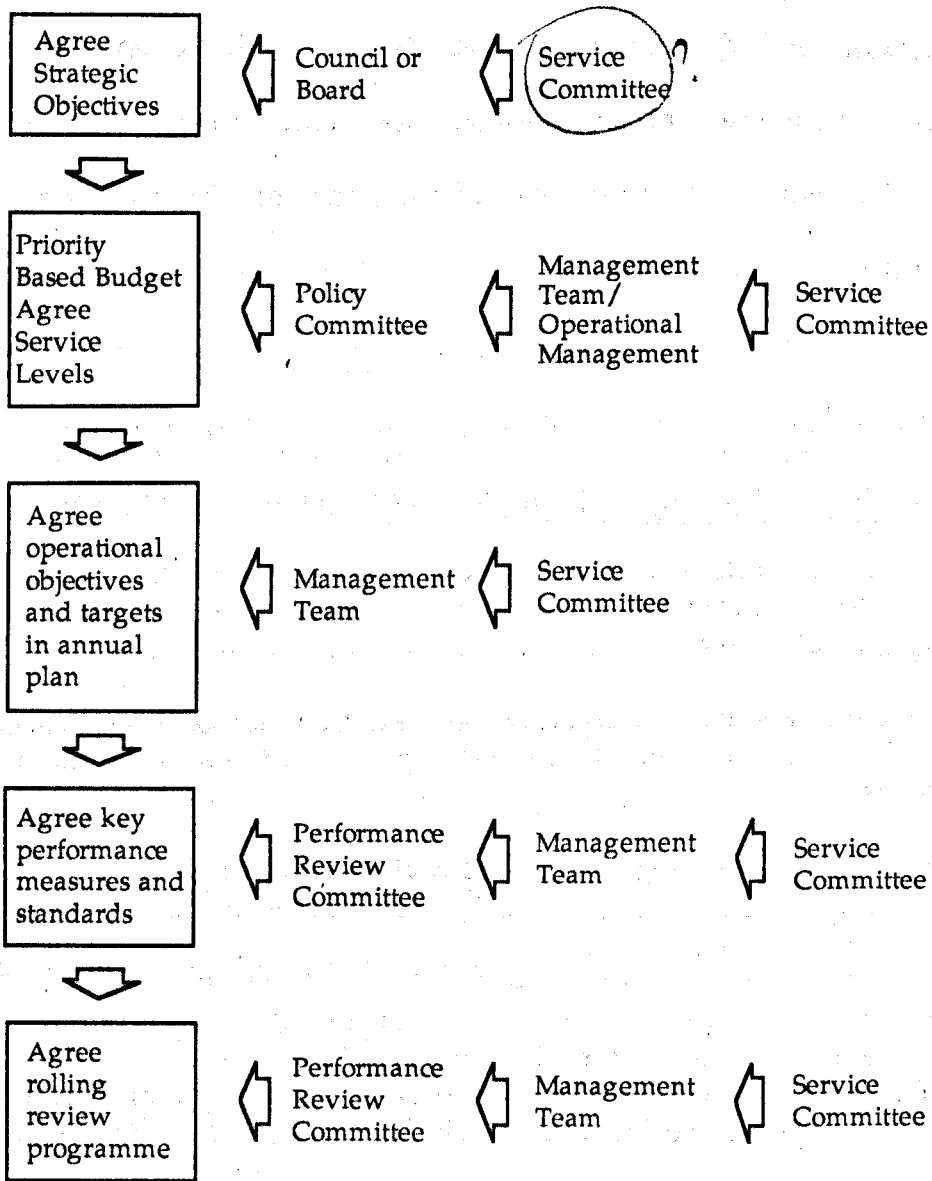 Agree
Strategic
Objectives
Council or
Board
Service
Committee
?
Priority
Based Budget
Agree
Service
Levels
Policy
Committee
Management
Team/
Operational
Management
Service
Committee
Agree
operational
objectives
and targets
in annual
plan
Management
Team
Service
Committee
Agree key
performance
measures and
standards
Performance
Review
Committee
Management
Team
Service
Committee
Agree
rolling
review
programme
Performance
Review
Committee
Management
Team
Service
Committee